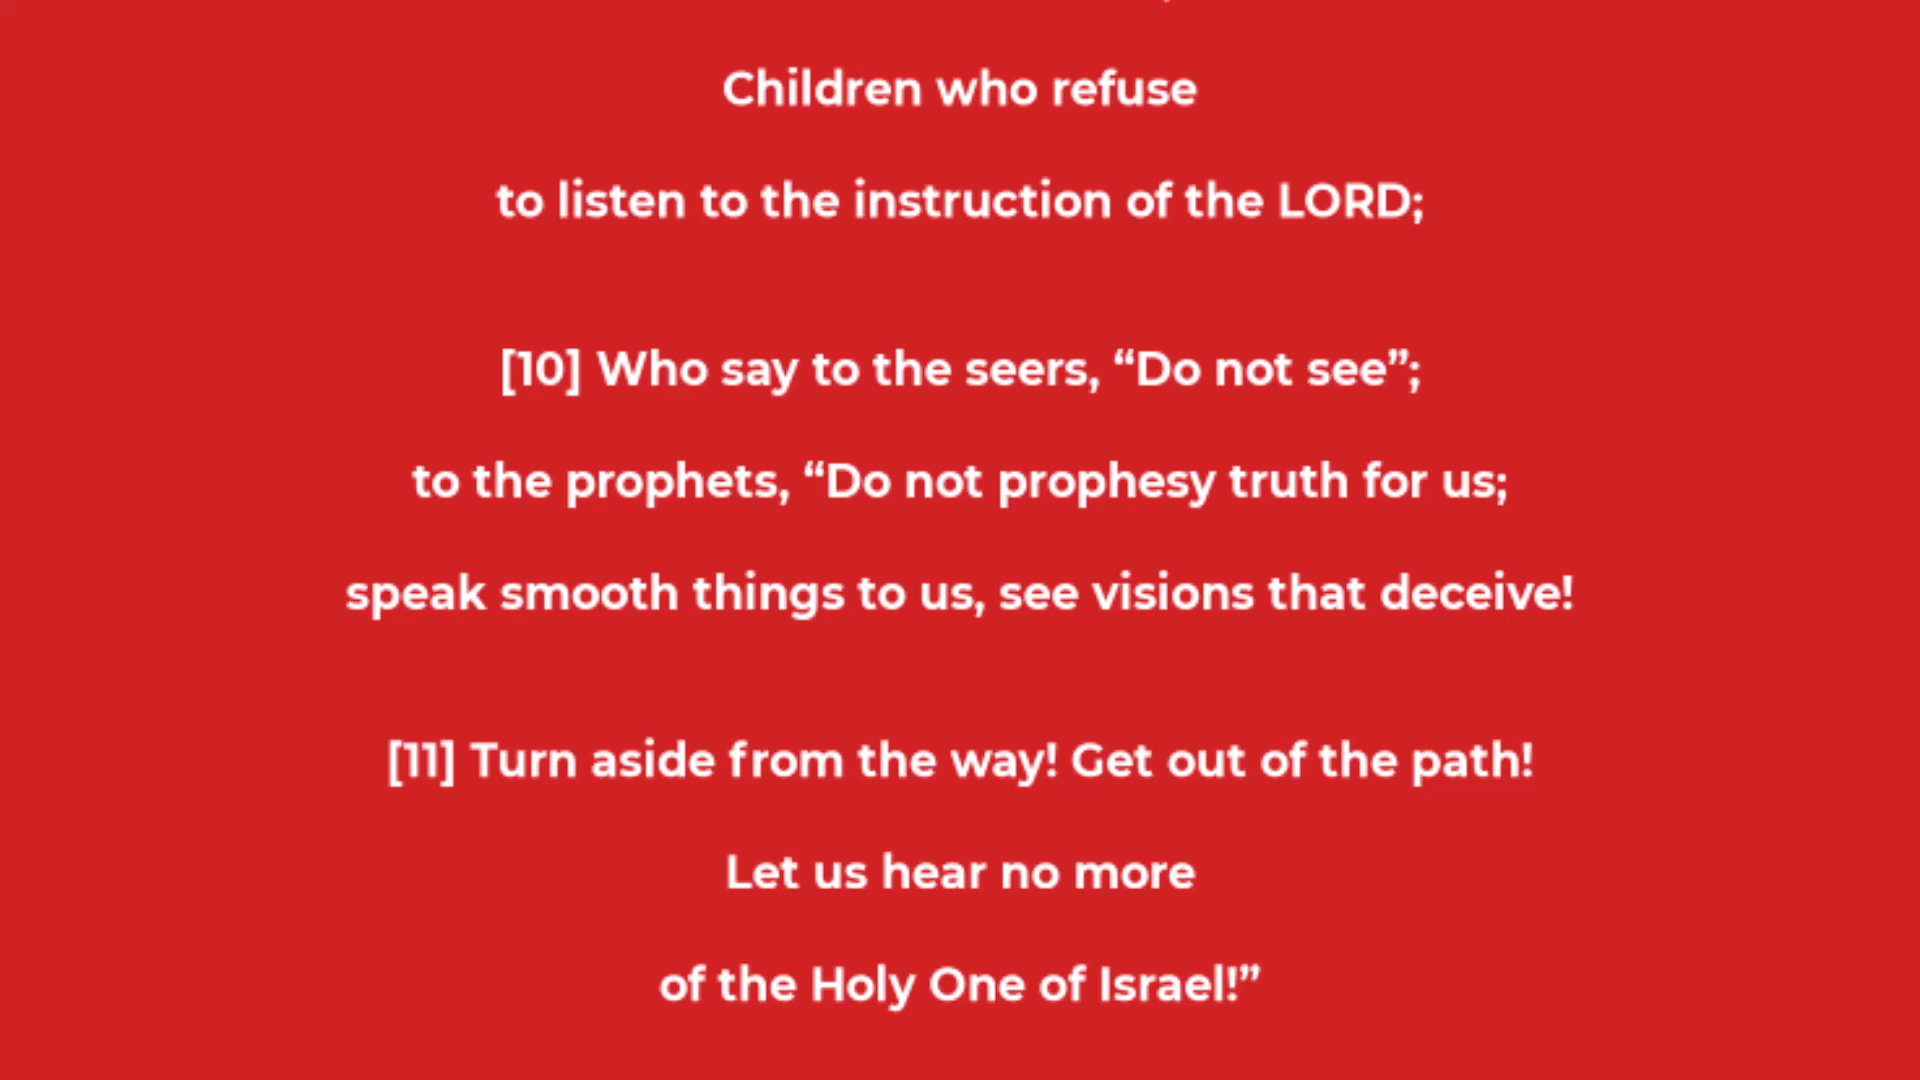 Children who refuse
to listen to the instruction of the LORD;
[10] Who say to the seers, “Do not see”;
to the prophets, “Do not prophesy truth for us;
speak smooth things to us, see visions that deceive!
[11] Turn aside from the way! Get out of the path!
Let us hear no more
of the Holy One of Israel!”